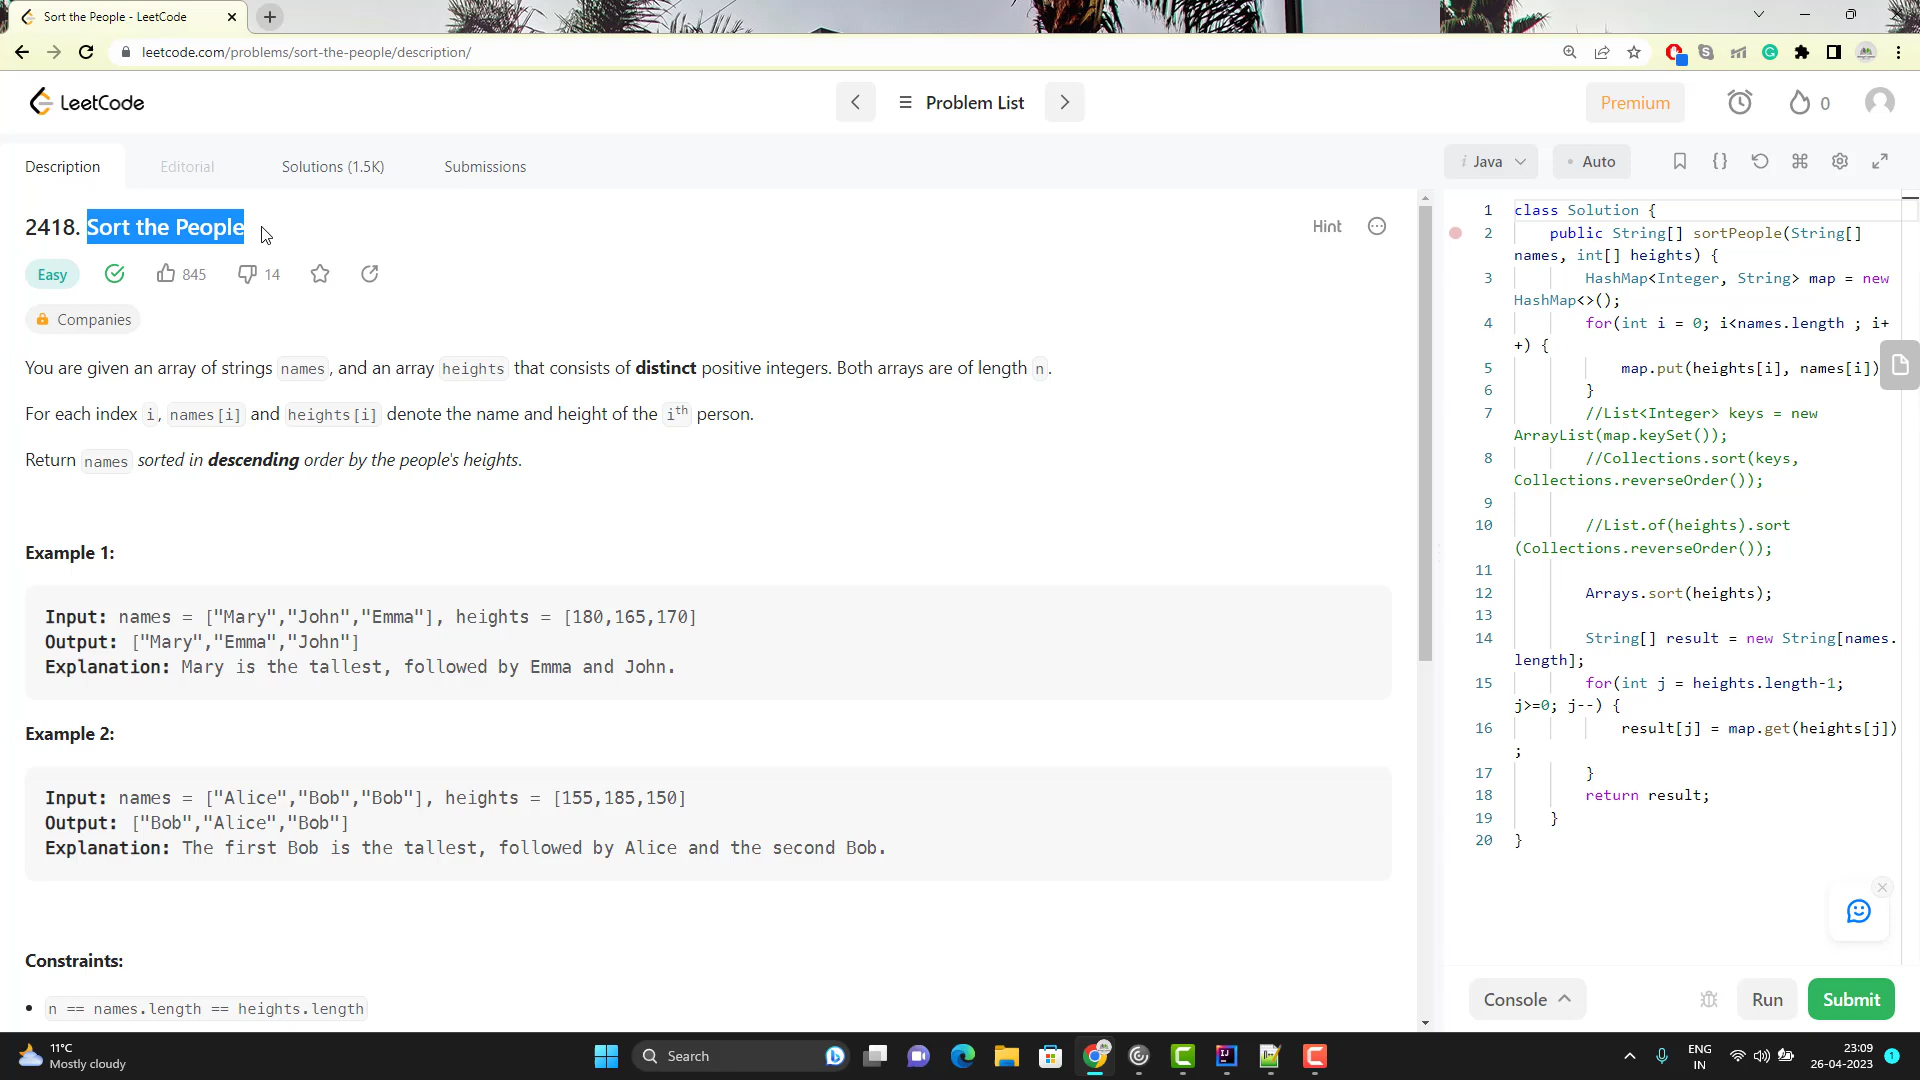 Sort the People - LeetCode
leetcode.com/problems/sort-the-people/description/
LeetCode
Problem List
Premium
0
Description
Editorial
Solutions (1.5K)
Submissions
Java
Auto
2418. Sort the People
Hint
Easy
845
14
Companies
You are given an array of strings names, and an array heights that consists of distinct positive integers. Both arrays are of length n.
For each index i, names[i] and heights[i] denote the name and height of the ith person.
Return names sorted in descending order by the people's heights.
Example 1:
Input: names = ["Mary","John","Emma"], heights = [180,165,170]
Output: ["Mary","Emma","John"]
Explanation: Mary is the tallest, followed by Emma and John.
Example 2:
Input: names = ["Alice","Bob","Bob"], heights = [155,185,150]
Output: ["Bob","Alice","Bob"]
Explanation: The first Bob is the tallest, followed by Alice and the second Bob.
Constraints:
n == names.length == heights.length
1 class Solution {
2 public String[] sortPeople(String[]
names, int[] heights) {
3 HashMap<Integer, String> map = new
HashMap<>();
4 for(int i = 0; i<names.length ; i+
+) {
5 map.put(heights[i], names[i])
6 }
7 //List<Integer> keys = new
ArrayList(map.keySet());
8 //Collections.sort(keys,
Collections.reverseOrder());
9
10 //List.of(heights).sort
(Collections.reverseOrder());
11
12 Arrays.sort(heights);
13
14 String[] result = new String[names.
length];
15 for(int j = heights.length-1;
j>=0; j--) {
16 result[j] = map.get(heights[j])
;
17 }
18 return result;
19 }
20 }
Console
Run
Submit
11°C
Mostly cloudy
Search
ENG
IN
23:09
26-04-2023
1